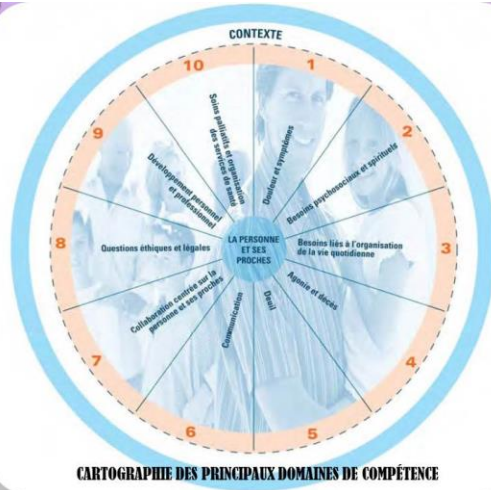 CONTEXTE
1
Douleur et symptômes
2
Besoins psychosociaux et spirituels
3
Besoins liés à l'organisation
de la vie quotidienne
4
Agonie et décès
5
Deuil
6
Communication
7
Collaboration centrée sur la
personne et ses proches
8
Questions éthiques et légales
9
Développement personnel
et professionnel
10
Soins palliatifs et organisation
des services de santé
LA PERSONNE
ET SES
PROCHES
CARTOGRAPHIE DES PRINCIPAUX DOMAINES DE COMPÉTENCE